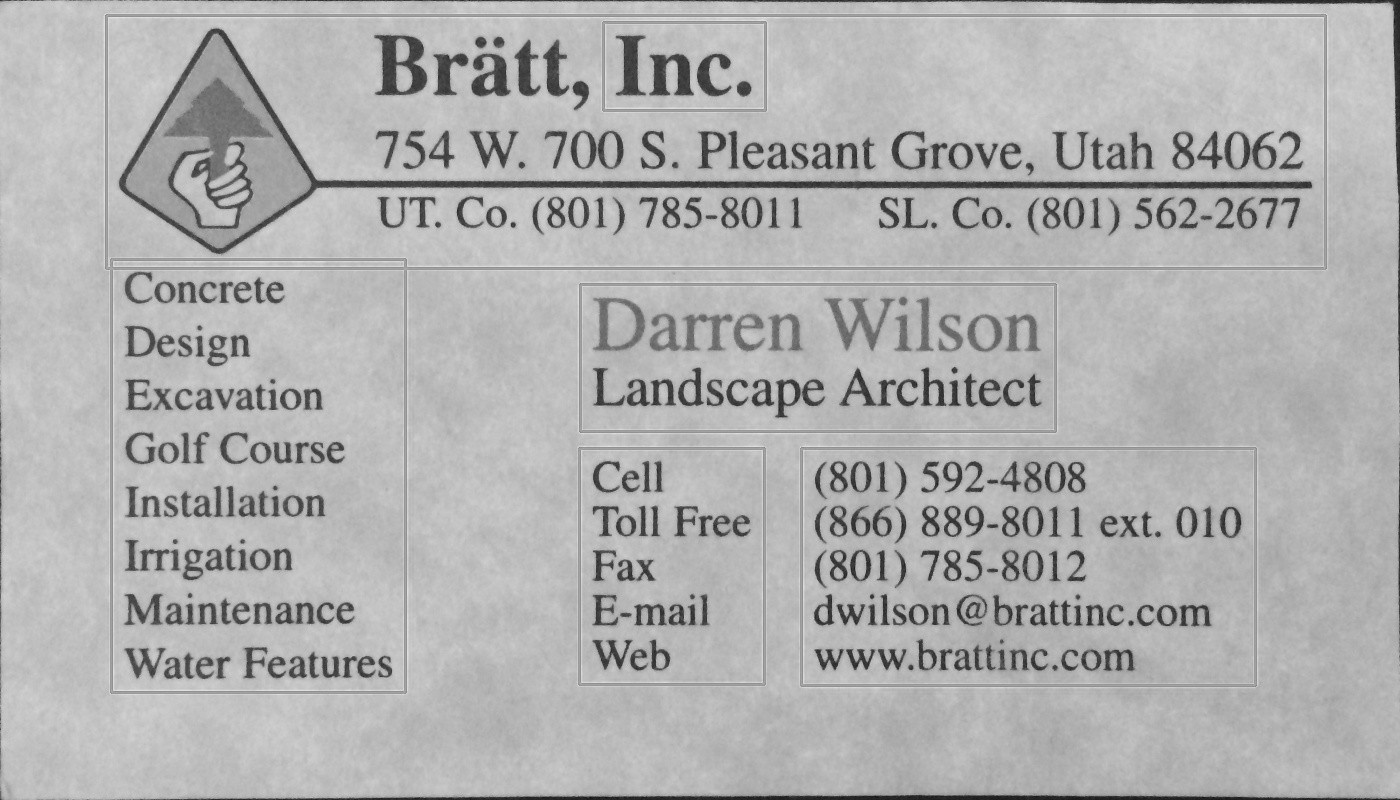 Brätt, Inc.
754 W. 700 S. Pleasant Grove, Utah 84062
UT. Co. (801) 785-8011 SL. Co. (801) 562-2677
Concrete
Design
Excavation
Golf Course
Installation
Irrigation
Maintenance
Water Features
Darren Wilson
Landscape Architect
Cell (801) 592-4808
Toll Free (866) 889-8011 ext. 010
Fax (801) 785-8012
E-mail dwilson@brattinc.com
Web www.brattinc.com